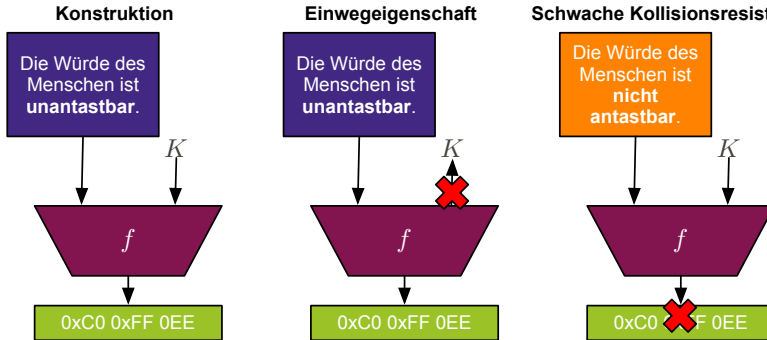 Konstruktion
Die Würde des
Menschen ist
unantastbar.
K
f
0xC0 0xFF 0EE
Einwegeigenschaft
Die Würde des
Menschen ist
unantastbar.
K
f
0xC0 0xFF 0EE
Schwache Kollisionsresist
Die Würde des
Menschen ist
nicht
antastbar.
K
f
0xC0 FF 0EE